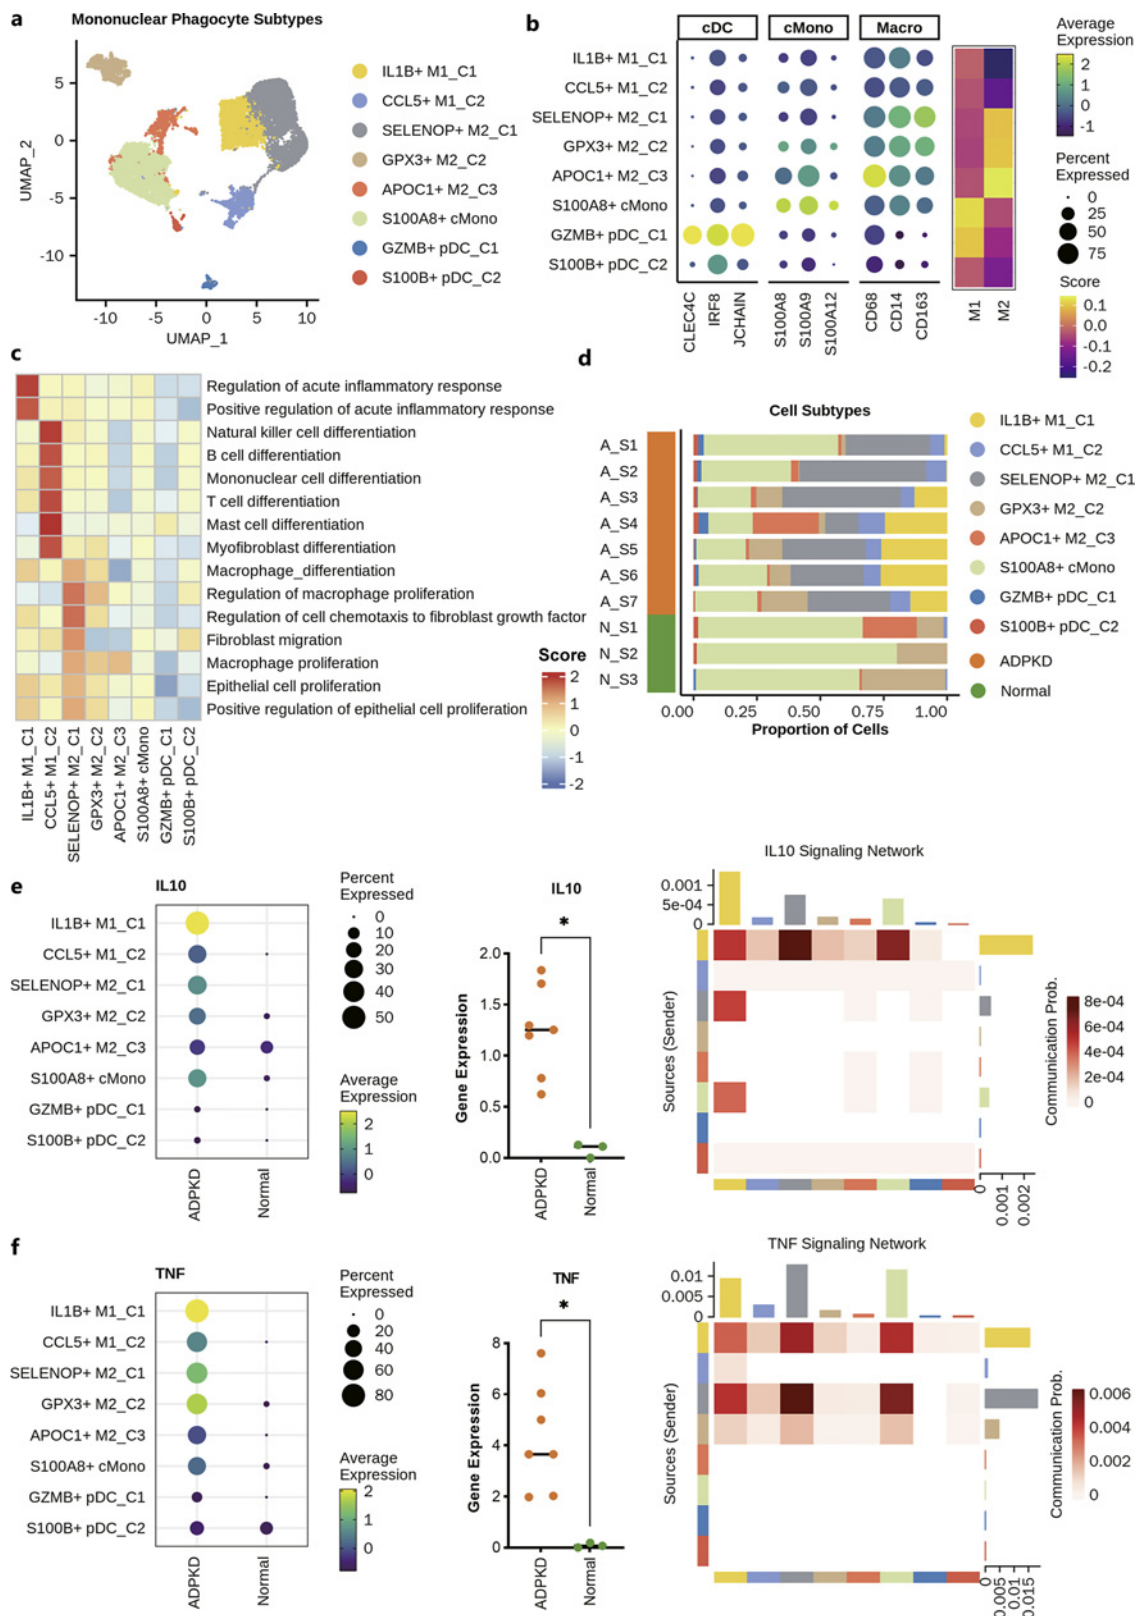 a
Mononuclear Phagocyte Subtypes
5
0
-5
-10
UMAP_2
-10
-5
0
5
10
UMAP_1
IL1B+ M1_C1
CCL5+ M1_C2
SELENOP+ M2_C1
GPX3+ M2_C2
APOC1+ M2_C3
S100A8+ cMono
GZMB+ pDC_C1
S100B+ pDC_C2
b
cDC
cMono
Macro
IL1B+ M1_C1
CCL5+ M1_C2
SELENOP+ M2_C1
GPX3+ M2_C2
APOC1+ M2_C3
S100A8+ cMono
GZMB+ pDC_C1
S100B+ pDC_C2
CLEC4C
IRF8
JCHAIN
S100A8
S100A9
S100A12
CD68
CD14
CD163
M1
M2
Average
Expression
2
1
0
-1
Percent
Expressed
0
25
50
75
Score
0.1
0.0
-0.1
-0.2
c
Regulation of acute inflammatory response
Positive regulation of acute inflammatory response
Natural killer cell differentiation
B cell differentiation
Mononuclear cell differentiation
T cell differentiation
Mast cell differentiation
Myofibroblast differentiation
Macrophage_differentiation
Regulation of macrophage proliferation
Regulation of cell chemotaxis to fibroblast growth factor
Fibroblast migration
Macrophage proliferation
Epithelial cell proliferation
Positive regulation of epithelial cell proliferation
IL1B+ M1_C1
CCL5+ M1_C2
SELENOP+ M2_C1
GPX3+ M2_C2
APOC1+ M2_C3
S100A8+ cMono
GZMB+ pDC_C1
S100B+ pDC_C2
Score
2
1
0
-1
-2
d
Cell Subtypes
A_S1
A_S2
A_S3
A_S4
A_S5
A_S6
A_S7
N_S1
N_S2
N_S3
0.00
0.25
0.50
0.75
1.00
Proportion of Cells
IL1B+ M1_C1
CCL5+ M1_C2
SELENOP+ M2_C1
GPX3+ M2_C2
APOC1+ M2_C3
S100A8+ cMono
GZMB+ pDC_C1
S100B+ pDC_C2
ADPKD
Normal
e
IL10
IL1B+ M1_C1
CCL5+ M1_C2
SELENOP+ M2_C1
GPX3+ M2_C2
APOC1+ M2_C3
S100A8+ cMono
GZMB+ pDC_C1
S100B+ pDC_C2
ADPKD
Normal
Percent
Expressed
0
10
20
30
40
50
Average
Expression
2
1
0
IL10
*
2.0
1.5
1.0
0.5
0.0
Gene Expression
ADPKD
Normal
IL10 Signaling Network
0.001
5e-04
0
Sources (Sender)
0
0.001
0.002
Communication Prob.
8e-04
6e-04
2e-04
0
f
TNF
IL1B+ M1_C1
CCL5+ M1_C2
SELENOP+ M2_C1
GPX3+ M2_C2
APOC1+ M2_C3
S100A8+ cMono
GZMB+ pDC_C1
S100B+ pDC_C2
ADPKD
Normal
Percent
Expressed
0
20
40
60
80
Average
Expression
2
1
0
TNF
*
8
6
4
2
0
Gene Expression
ADPKD
Normal
TNF Signaling Network
0.01
0.005
0
Sources (Sender)
0
0.005
0.01
0.015
Communication Prob.
0.006
0.004
0.002
0